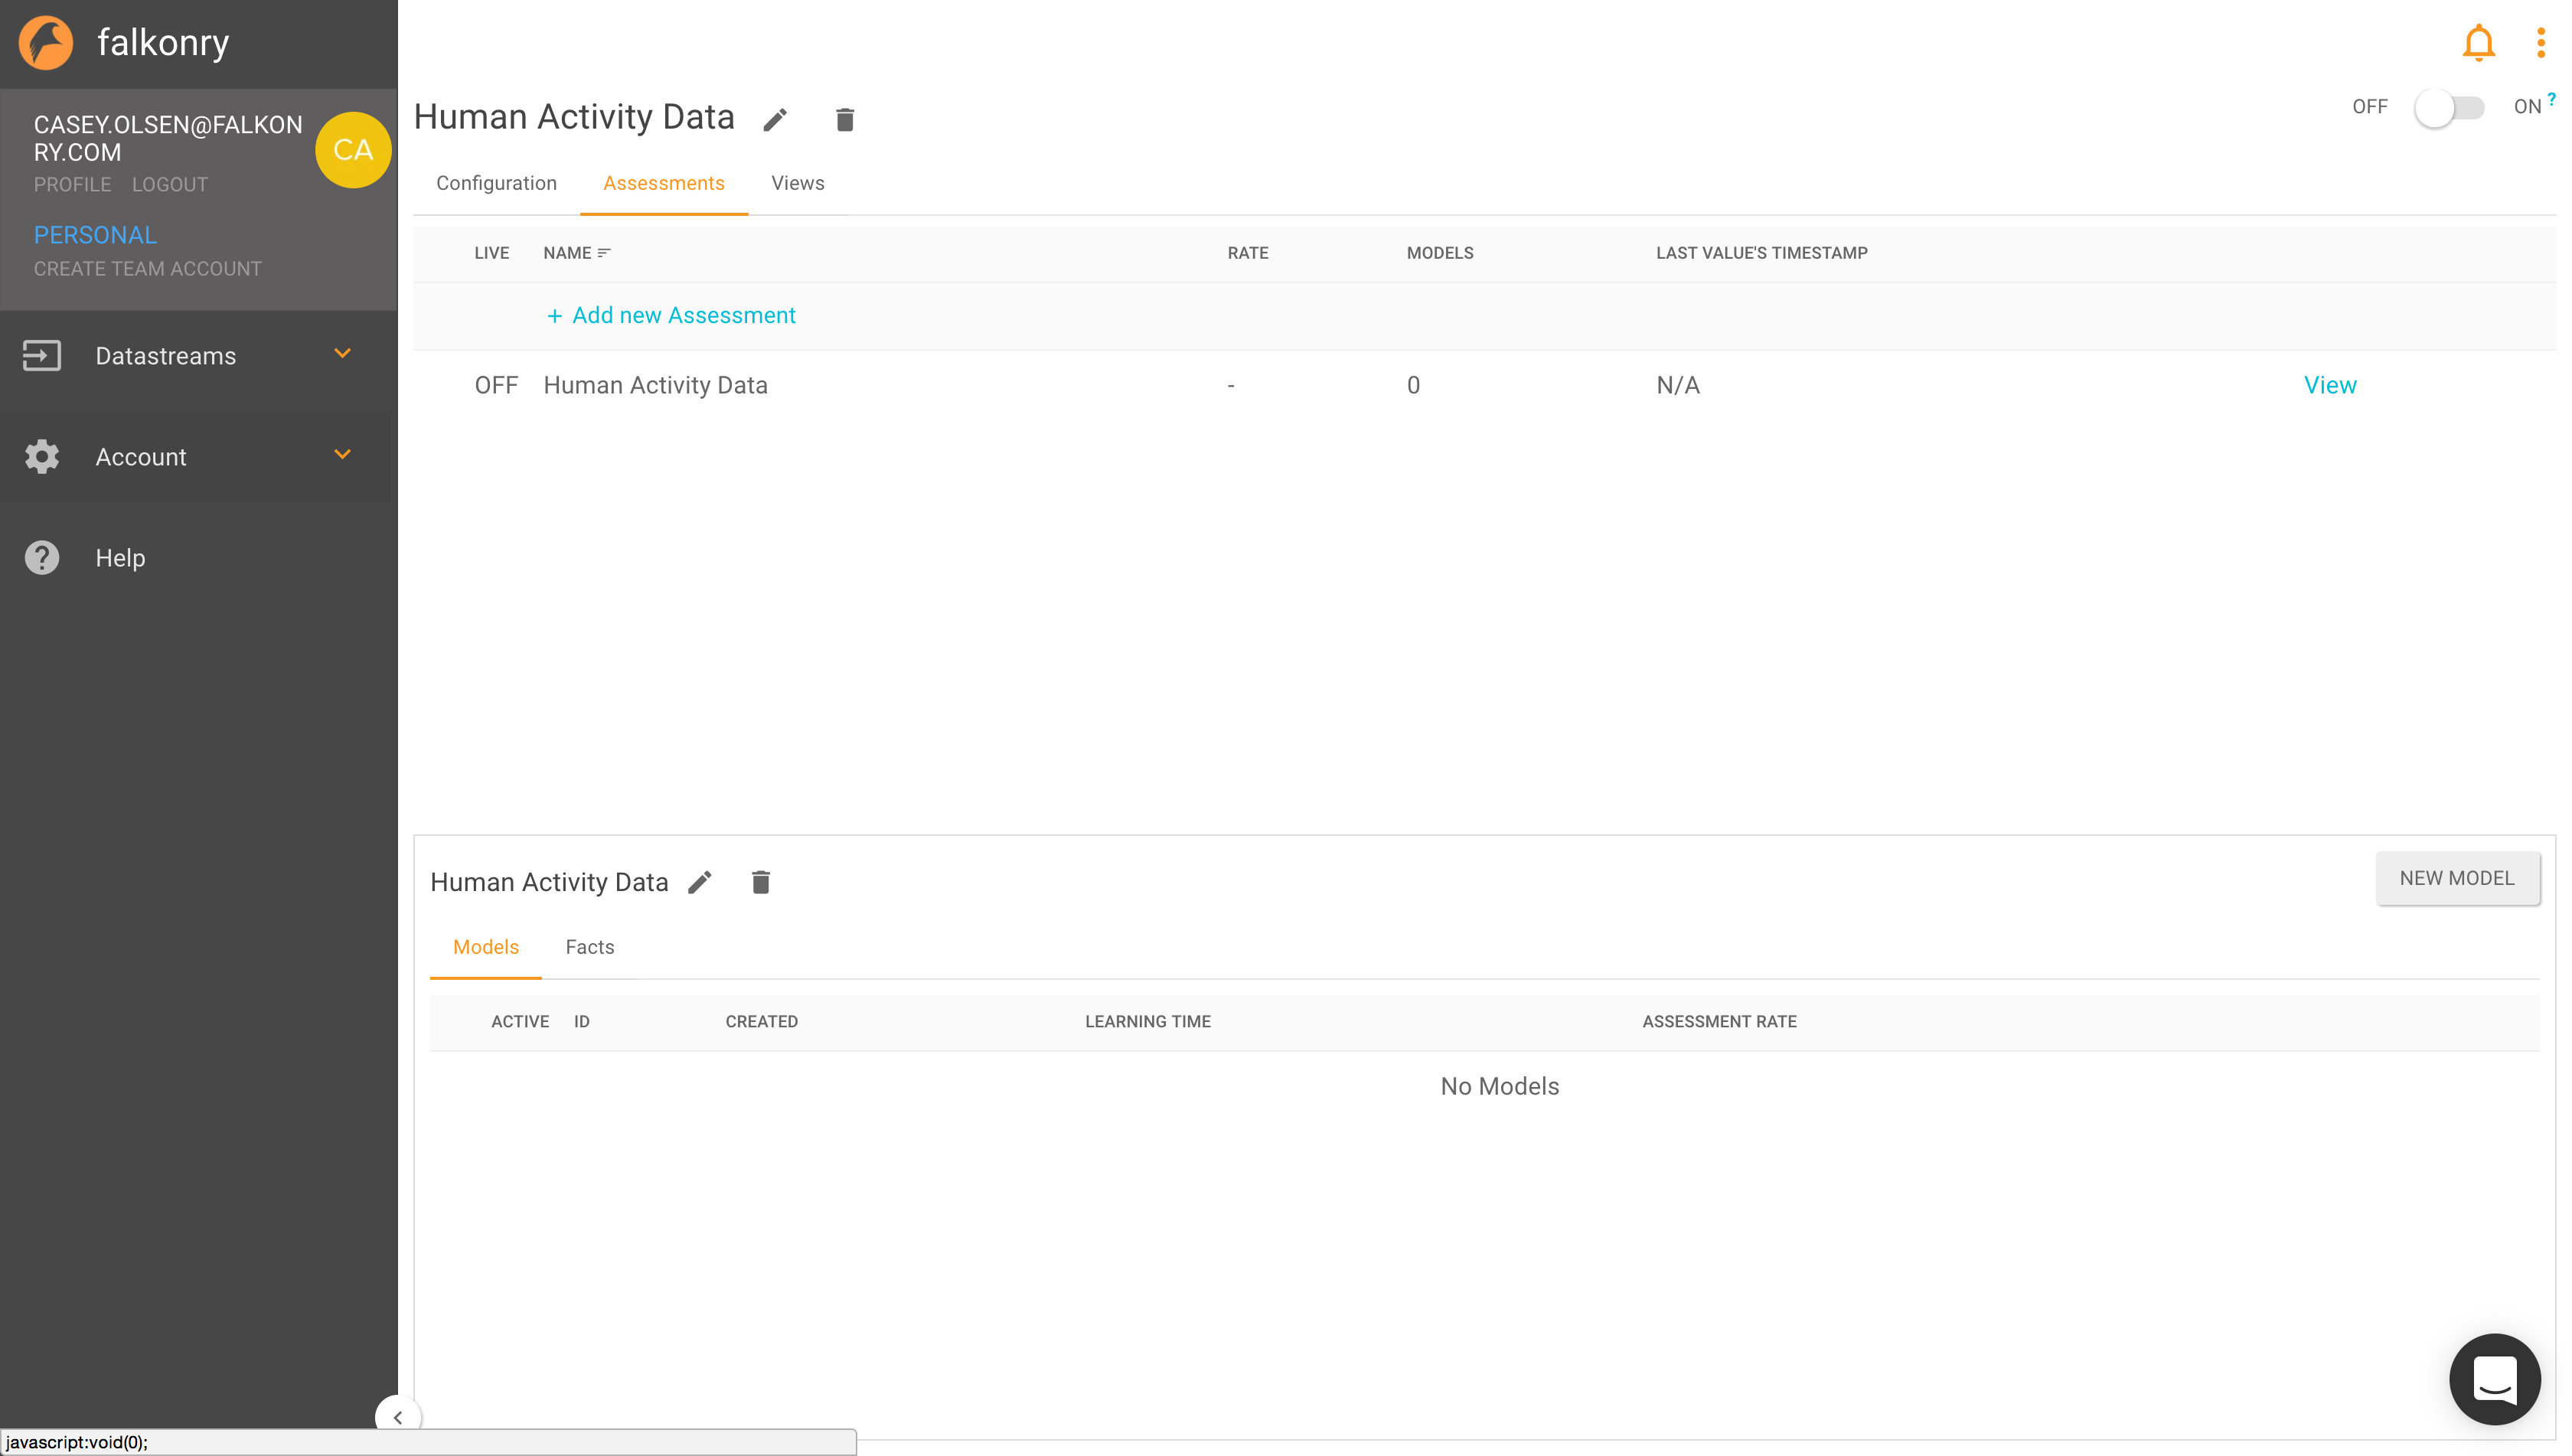 falkonry
CASEY.OLSEN@FALKON
RY.COM
CA
PROFILE LOGOUT
PERSONAL
CREATE TEAM ACCOUNT
Datastreams
Account
Help
Human Activity Data
OFF ON ?
Configuration Assessments Views
LIVE NAME RATE MODELS LAST VALUE'S TIMESTAMP
+ Add new Assessment
OFF Human Activity Data - 0 N/A View
Human Activity Data
NEW MODEL
Models Facts
ACTIVE ID CREATED LEARNING TIME ASSESSMENT RATE
No Models
javascript:void(0);